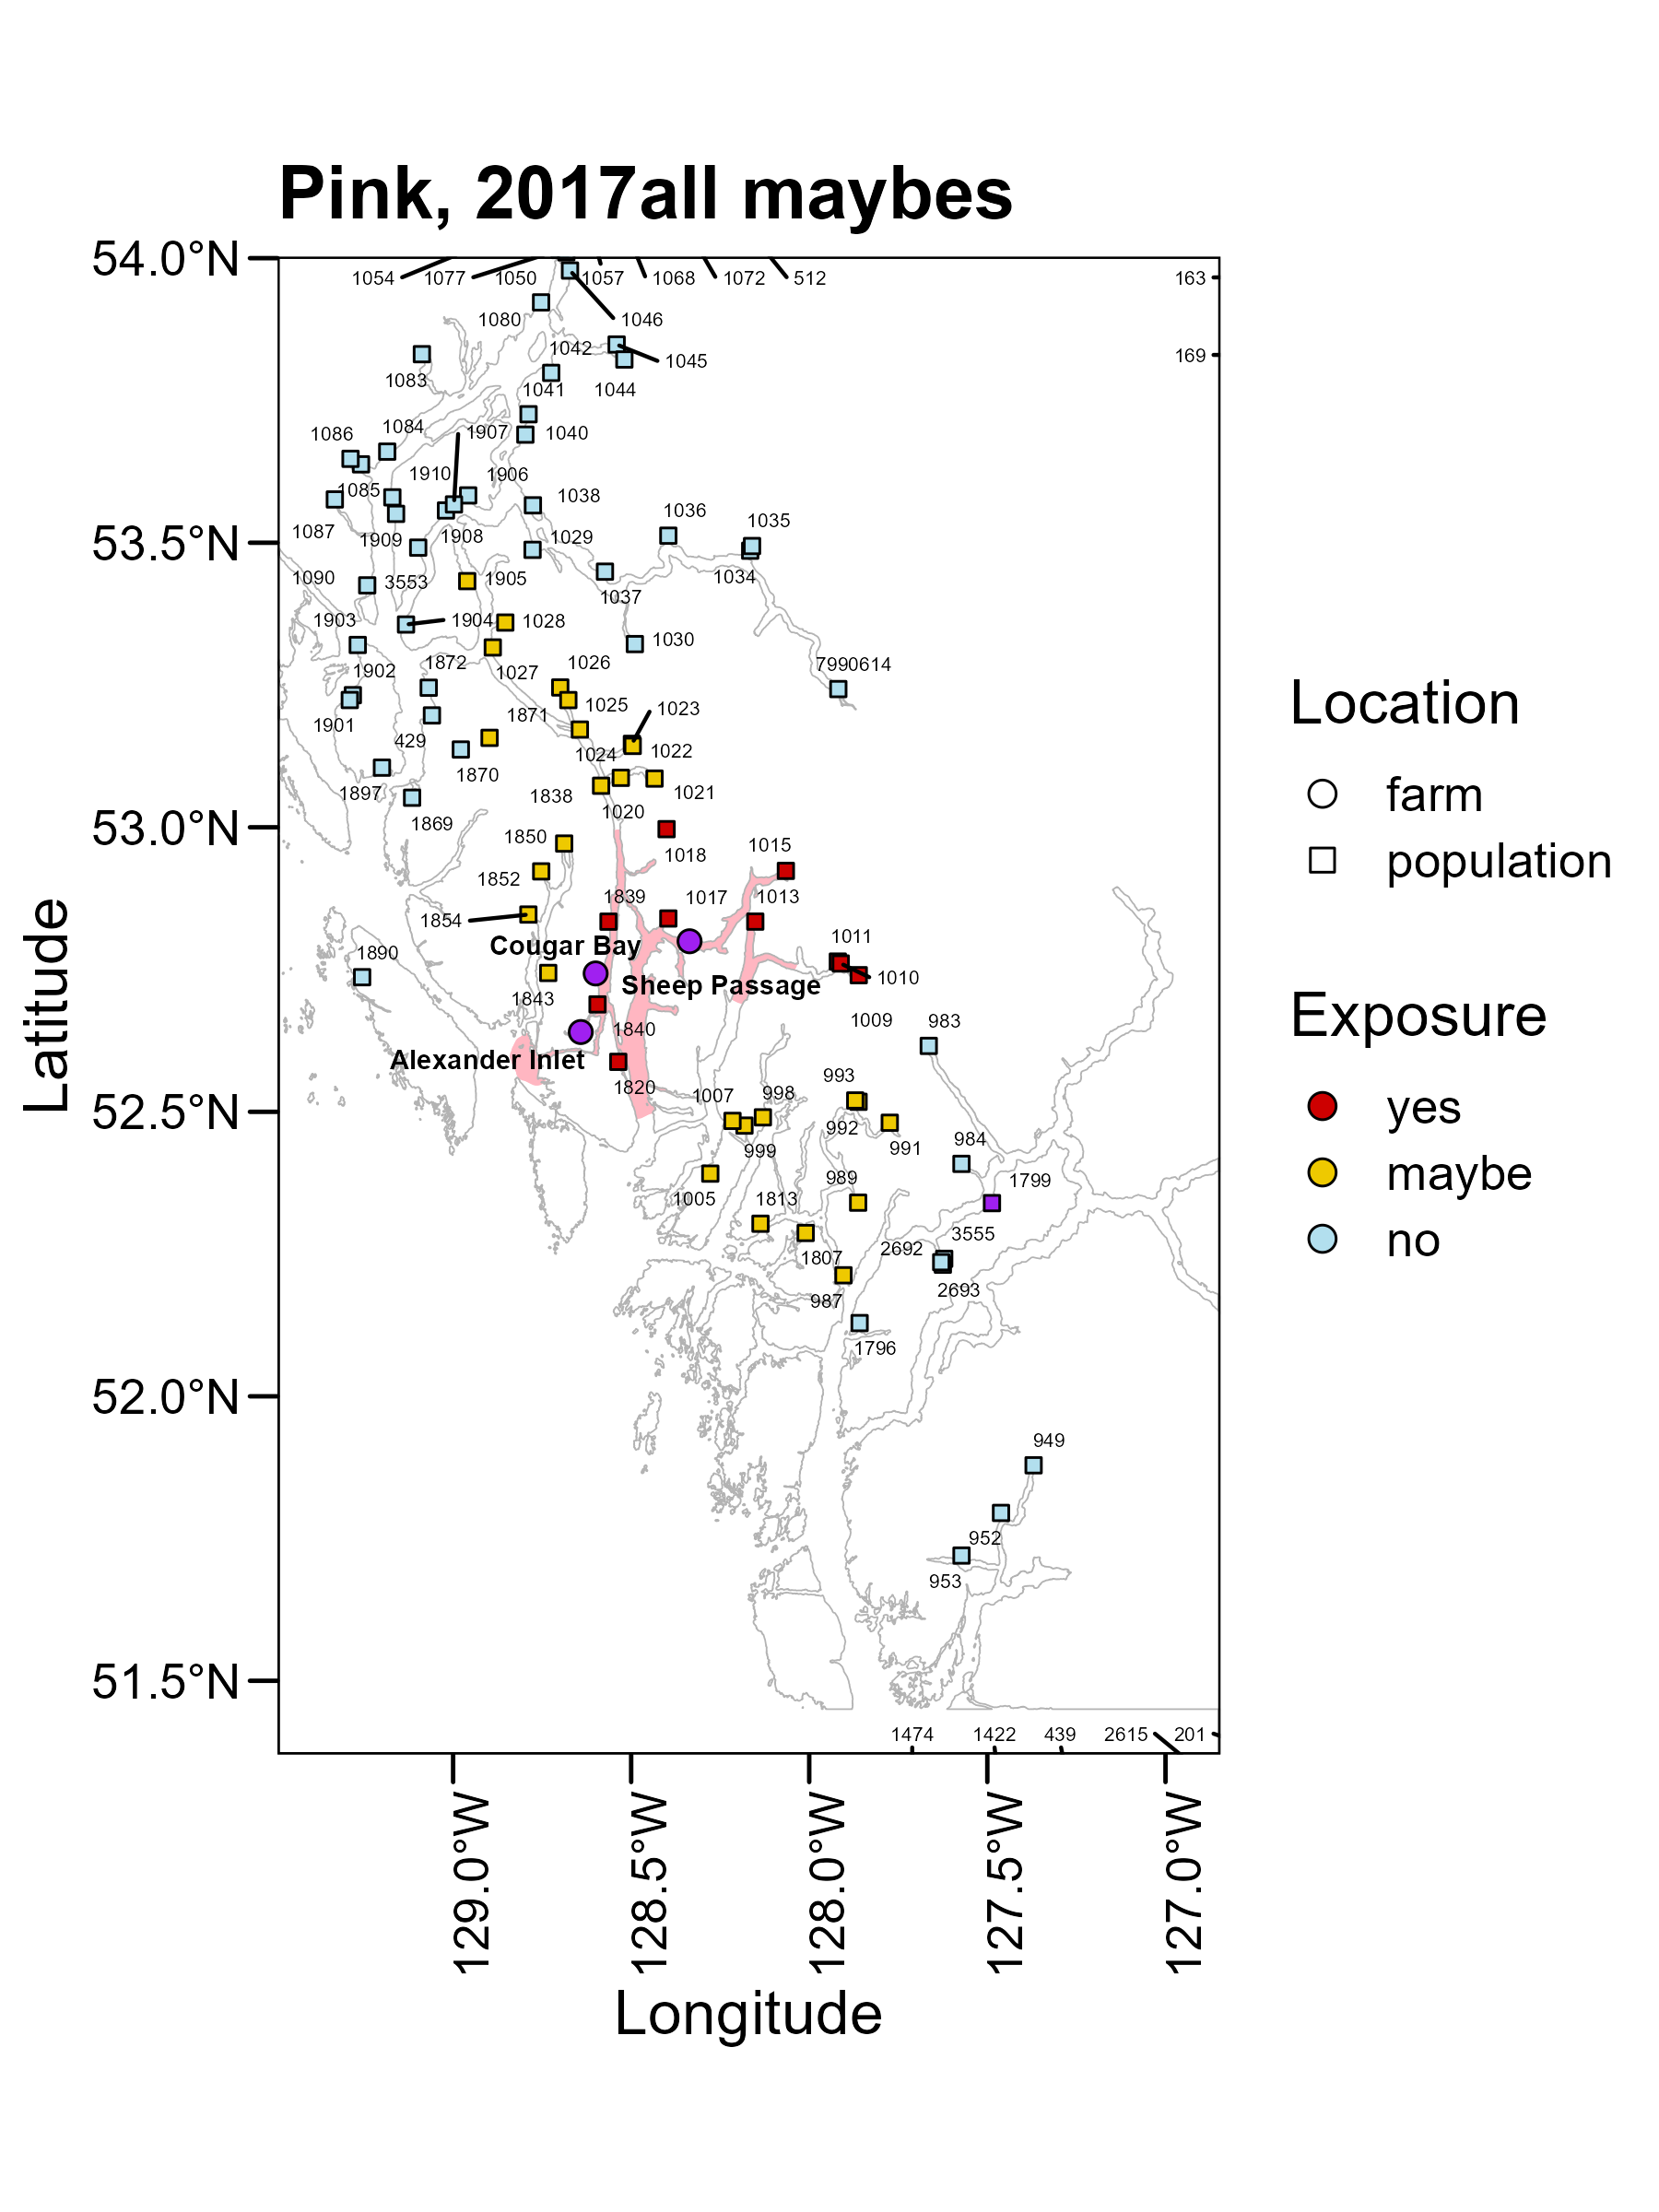 Pink, 2017all maybes
54.0°N
1054 1077 1050 1057 1068 1072 512 163
1080 1046
1042 1045 169
1083 1041 1044
1086 1084 1907 1040
1910 1906
1085 1038
1087 1909 1908 1029 1036 1035
53.5°N
1090 3553 1905 1037 1034
1903 1904 1028 1030
1902 1872 1027 1026 7990614
1901 429 1871 1025 1023
1024 1022
1897 1870 1838 1021
1869 1020
53.0°N
1850 1018 1015
1852 1839 1017 1013
1854
Cougar Bay 1011
1890 Sheep Passage 1010
1843 1840 1009 983
Alexander Inlet
1820 1007 998 993
52.5°N
999 992 991 984
1005 1813 989 1799
1807 2692 3555
987 2693
1796
52.0°N
949
952
953
51.5°N
1474 1422 439 2615 201
129.0°W
128.5°W
128.0°W
127.5°W
127.0°W
Longitude
Latitude
Location
farm
population
Exposure
yes
maybe
no